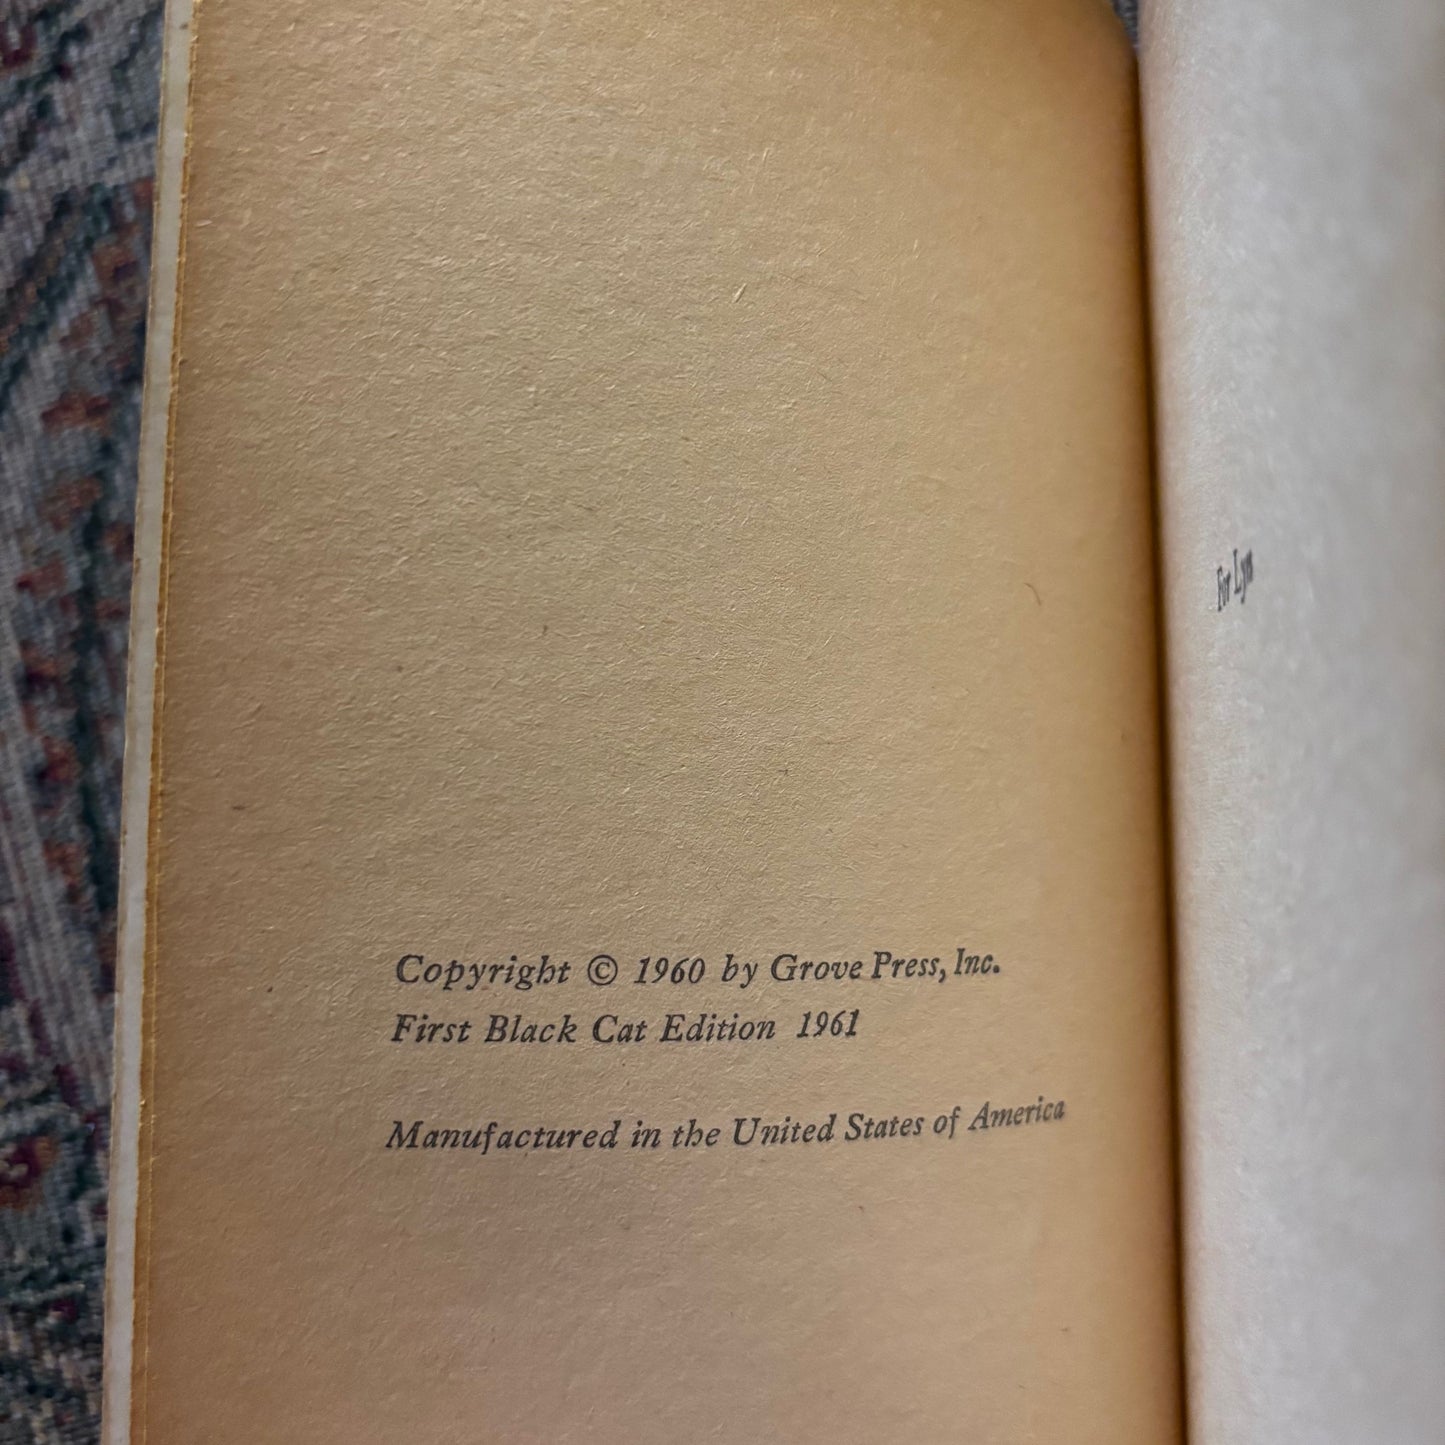 Copyright © 1960 by Grove Press, Inc.
First Black Cat Edition 1961
Manufactured in the United States of America
For Lyn